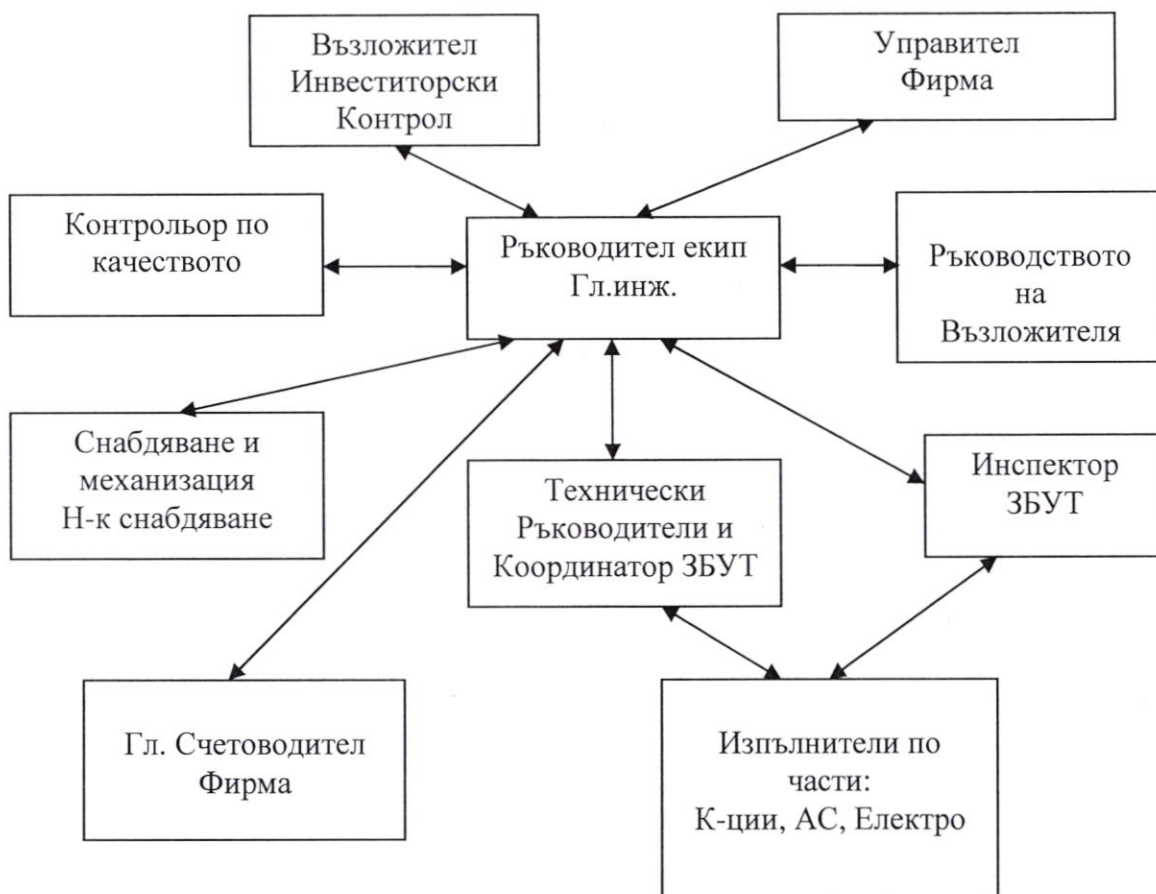 Възложител
Инвеститорски
Контрол
Управител
Фирма
Контрольор по
качеството
Ръководител екип
Гл.инж.
Ръководството
на
Възложителя
Снабдяване и
механизация
Н-к снабдяване
Технически
Ръководители и
Координатор ЗБУТ
Инспектор
ЗБУТ
Гл. Счетоводител
Фирма
Изпълнители по
части:
К-ции, АС, Електро